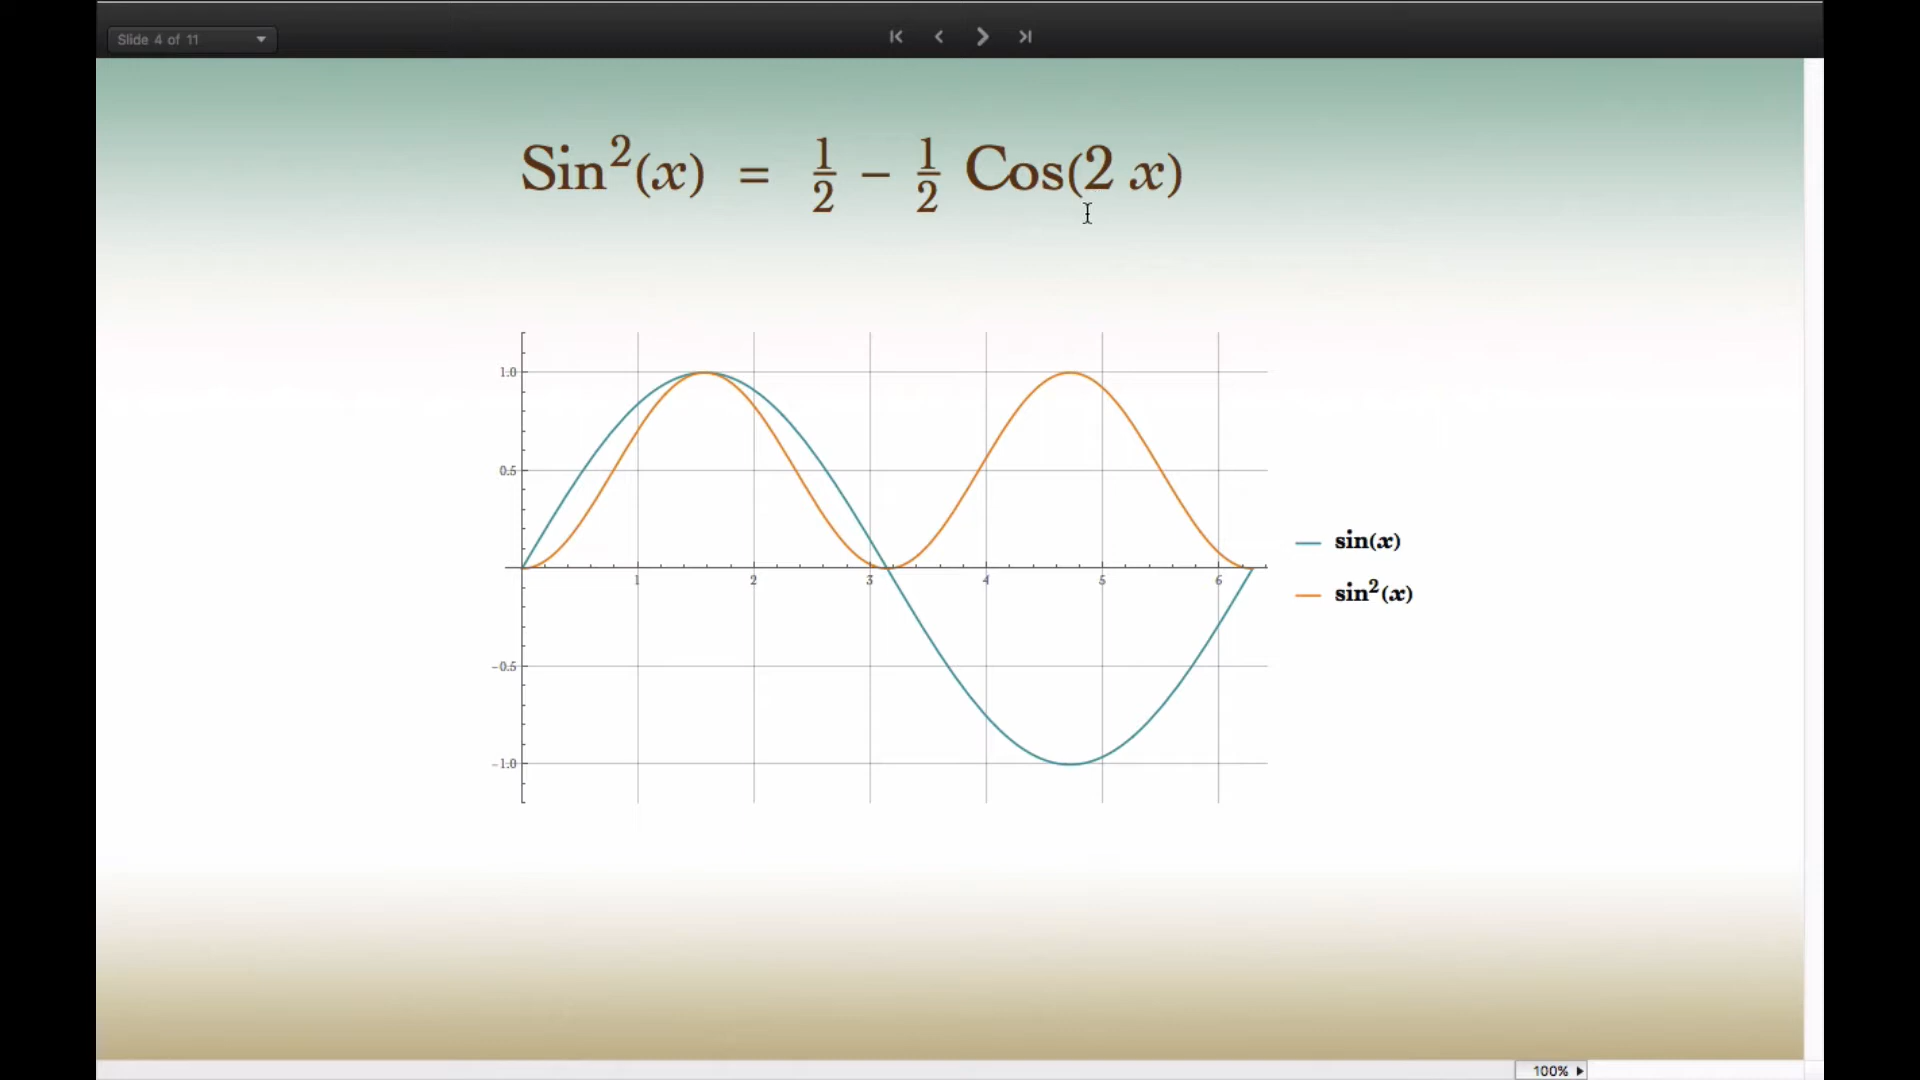 Slide 4 of 11
Sin²(x) = 1/2 − 1/2 Cos(2 x)
1.0
0.5
1 2 3 4 5 6
−0.5
−1.0
sin(x)
sin²(x)
100%